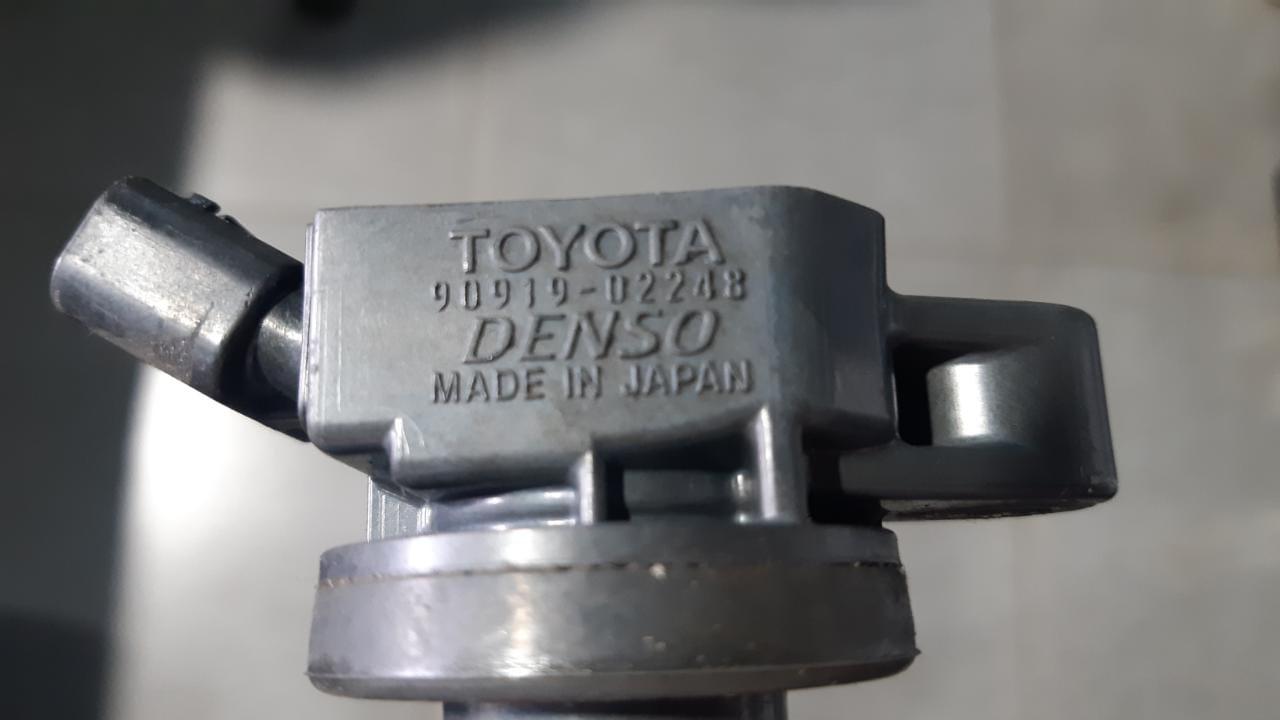 TOYOTA
90919-02248
DENSO
MADE IN JAPAN